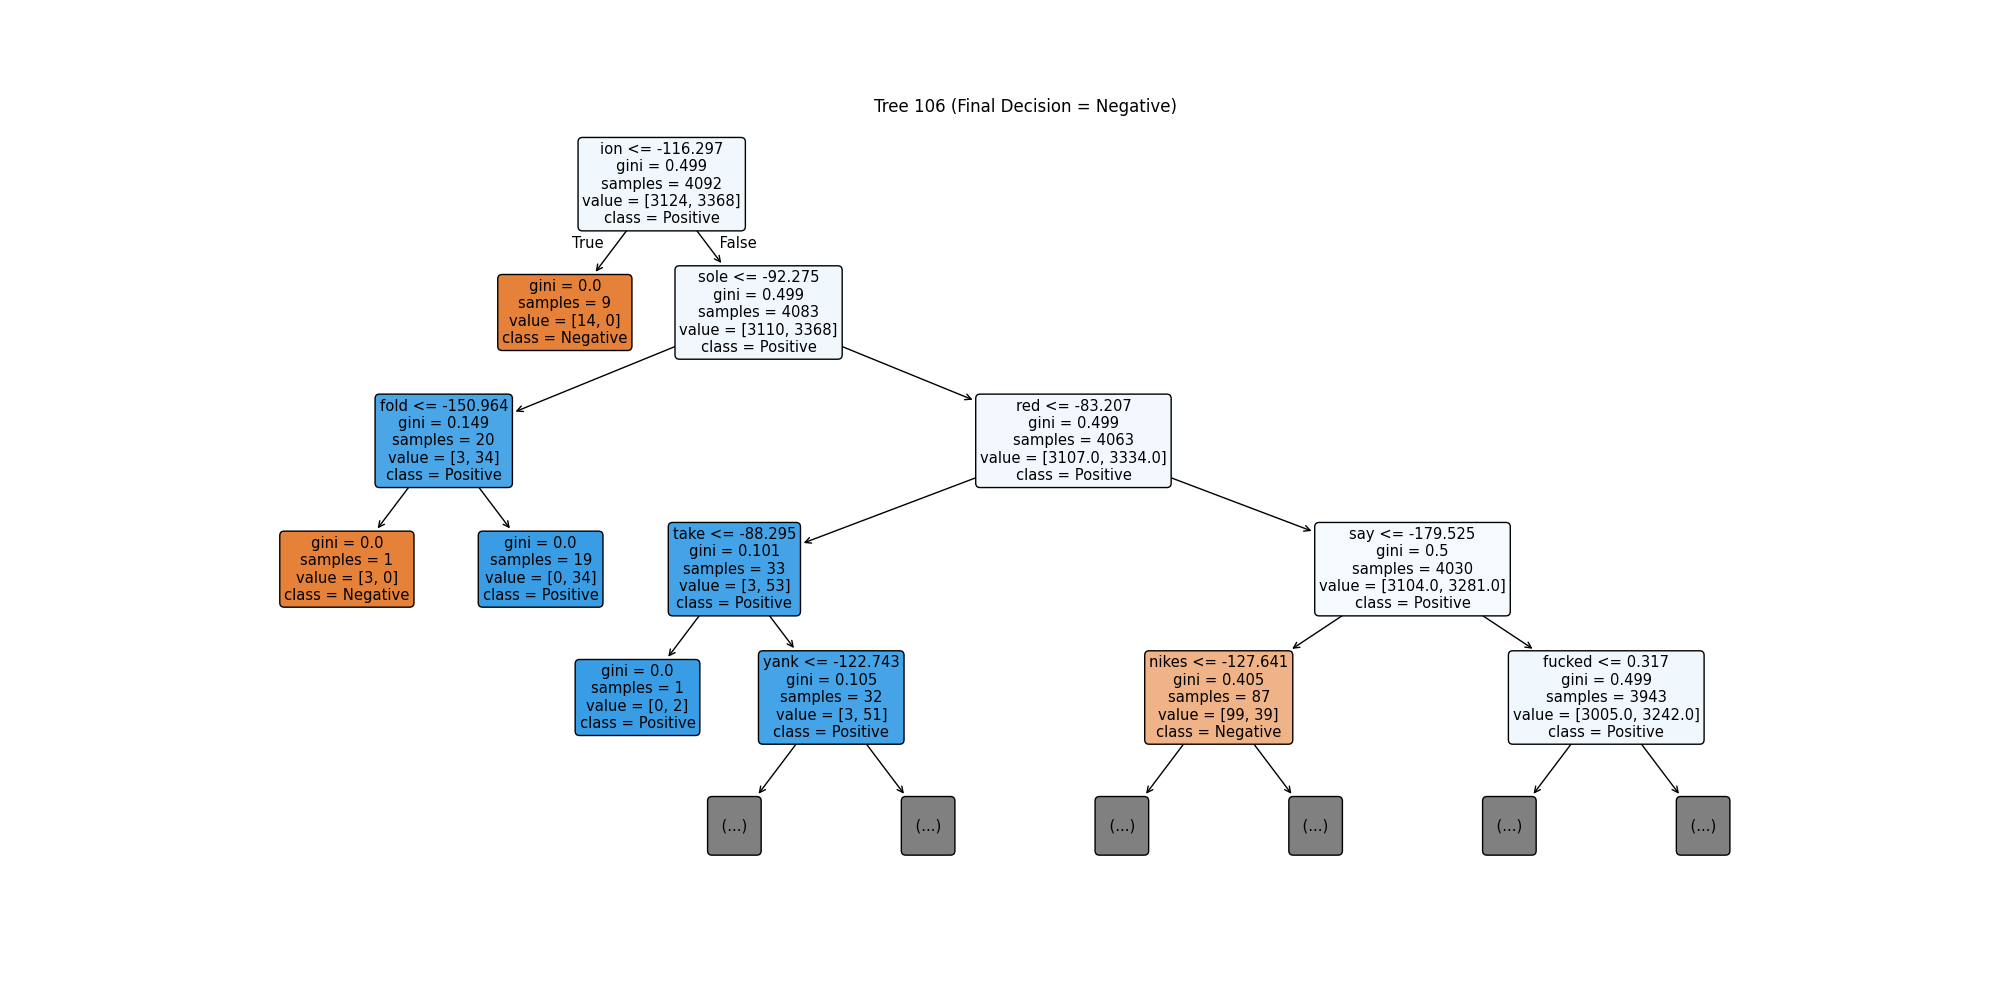 Tree 106 (Final Decision = Negative)
ion <= -116.297
gini = 0.499
samples = 4092
value = [3124, 3368]
class = Positive
True
False
gini = 0.0
samples = 9
value = [14, 0]
class = Negative
sole <= -92.275
gini = 0.499
samples = 4083
value = [3110, 3368]
class = Positive
fold <= -150.964
gini = 0.149
samples = 20
value = [3, 34]
class = Positive
red <= -83.207
gini = 0.499
samples = 4063
value = [3107.0, 3334.0]
class = Positive
gini = 0.0
samples = 1
value = [3, 0]
class = Negative
gini = 0.0
samples = 19
value = [0, 34]
class = Positive
take <= -88.295
gini = 0.101
samples = 33
value = [3, 53]
class = Positive
say <= -179.525
gini = 0.5
samples = 4030
value = [3104.0, 3281.0]
class = Positive
gini = 0.0
samples = 1
value = [0, 2]
class = Positive
yank <= -122.743
gini = 0.105
samples = 32
value = [3, 51]
class = Positive
nikes <= -127.641
gini = 0.405
samples = 87
value = [99, 39]
class = Negative
fucked <= 0.317
gini = 0.499
samples = 3943
value = [3005.0, 3242.0]
class = Positive
(...)
(...)
(...)
(...)
(...)
(...)